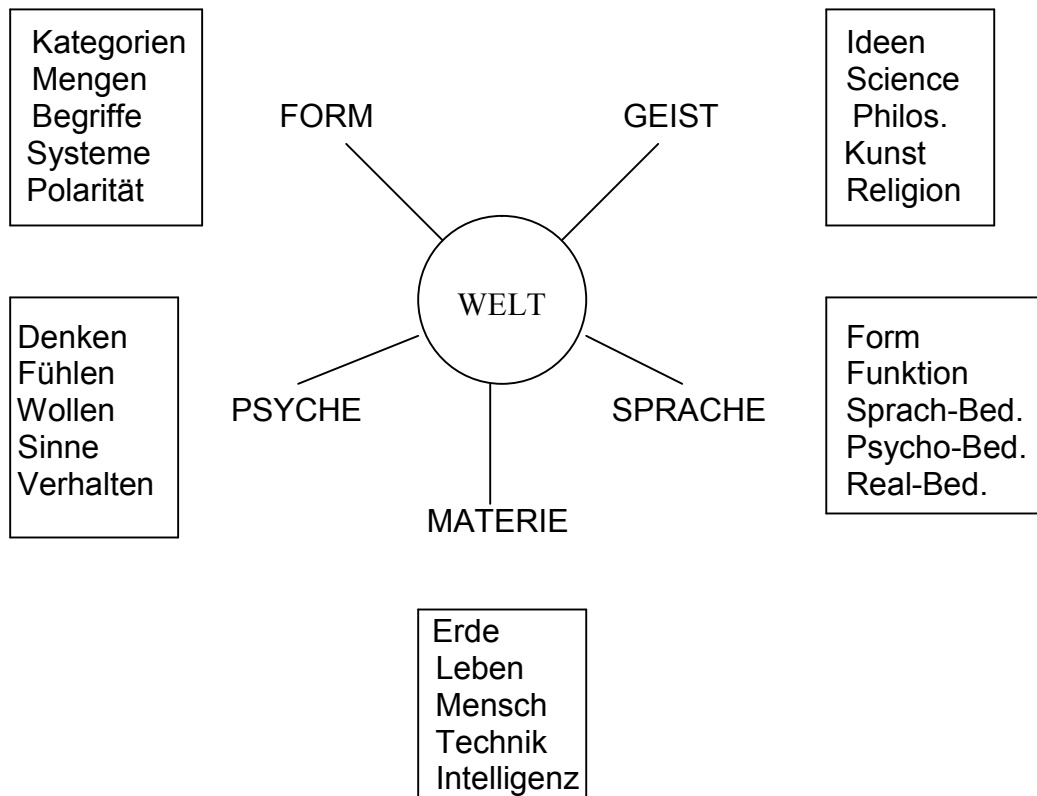 Kategorien
Mengen
Begriffe
Systeme
Polarität
FORM
GEIST
Ideen
Science
Philos.
Kunst
Religion
WELT
Denken
Fühlen
Wollen
Sinne
Verhalten
PSYCHE
SPRACHE
Form
Funktion
Sprach-Bed.
Psycho-Bed.
Real-Bed.
MATERIE
Erde
Leben
Mensch
Technik
Intelligenz